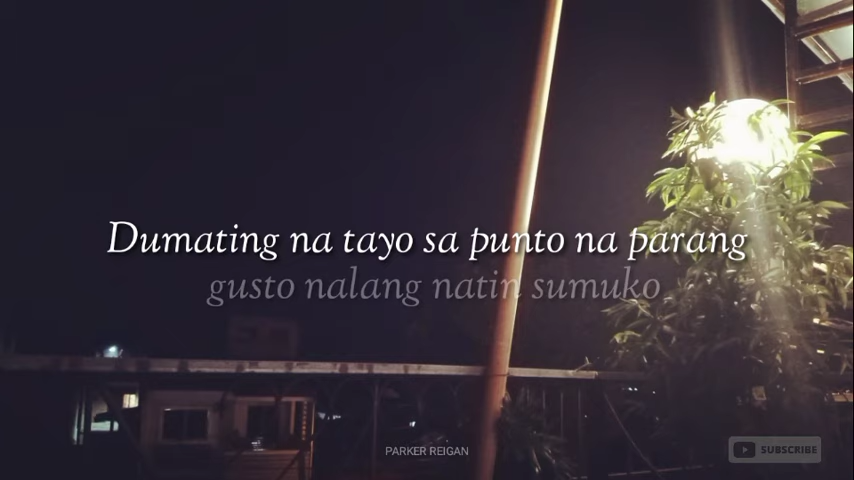 Dumating na tayo sa punto na parang
gusto nalang natin sumuko
PARKER REIGAN
SUBSCRIBE